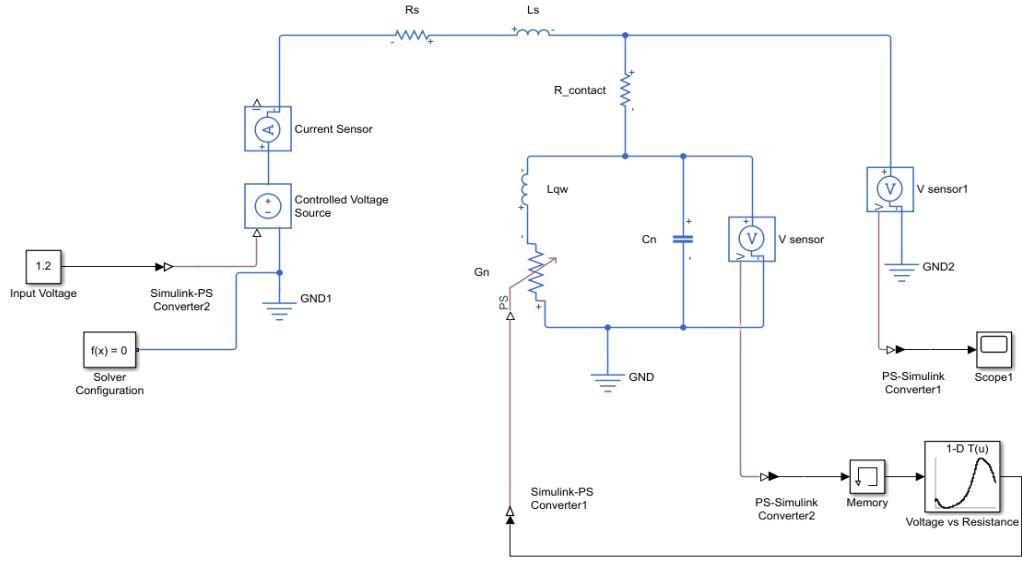 Rs
Ls
R_contact
A
Current Sensor
Lqw
V
V sensor1
Controlled Voltage
Source
Cn
V
V sensor
1.2
Input Voltage
Simulink-PS
Converter2
Gn
PS
GND2
GND1
f(x) = 0
Solver
Configuration
GND
PS-Simulink
Converter1
Scope1
1-D T(u)
Simulink-PS
Converter1
PS-Simulink
Converter2
Memory
Voltage vs Resistance